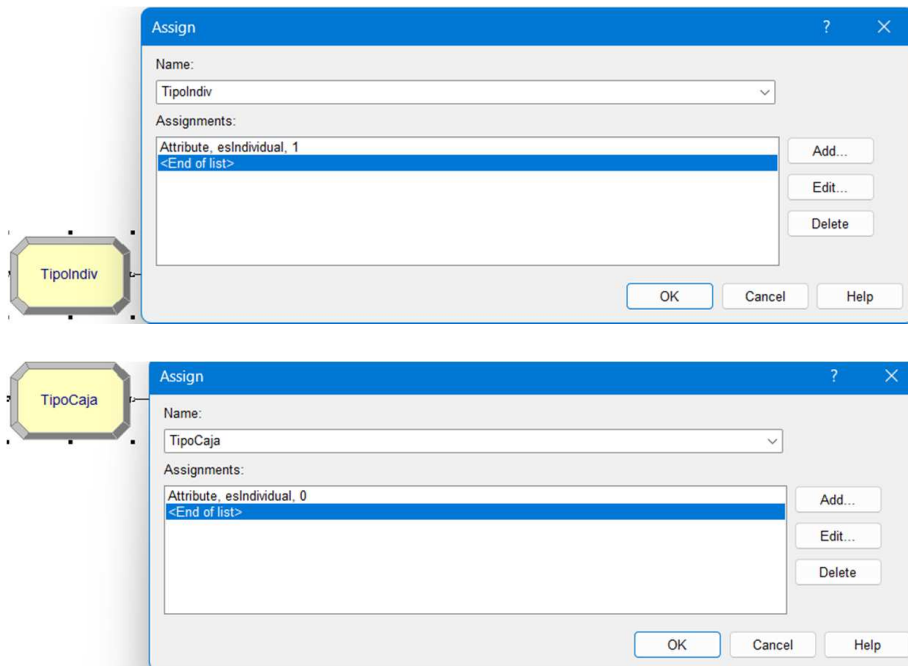 Assign
Name:
TipoIndiv
Assignments:
Attribute, esIndividual, 1
<End of list>
Add...
Edit...
Delete
TipoIndiv
OK Cancel Help
Assign
TipoCaja
Name:
TipoCaja
Assignments:
Attribute, esIndividual, 0
<End of list>
Add...
Edit...
Delete
OK Cancel Help